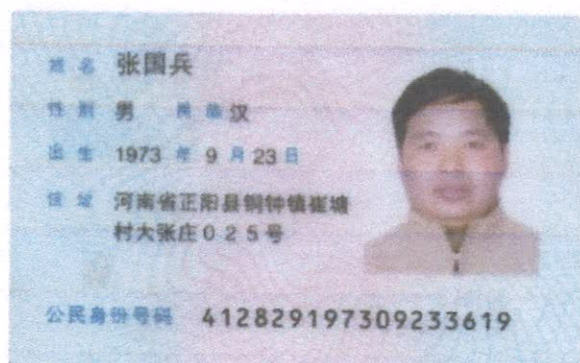 姓名 张国兵
性别 男 民族 汉
出生 1973 年 9 月 23 日
住址 河南省正阳县铜钟镇崔塘
村大张庄025号
公民身份号码 412829197309233619